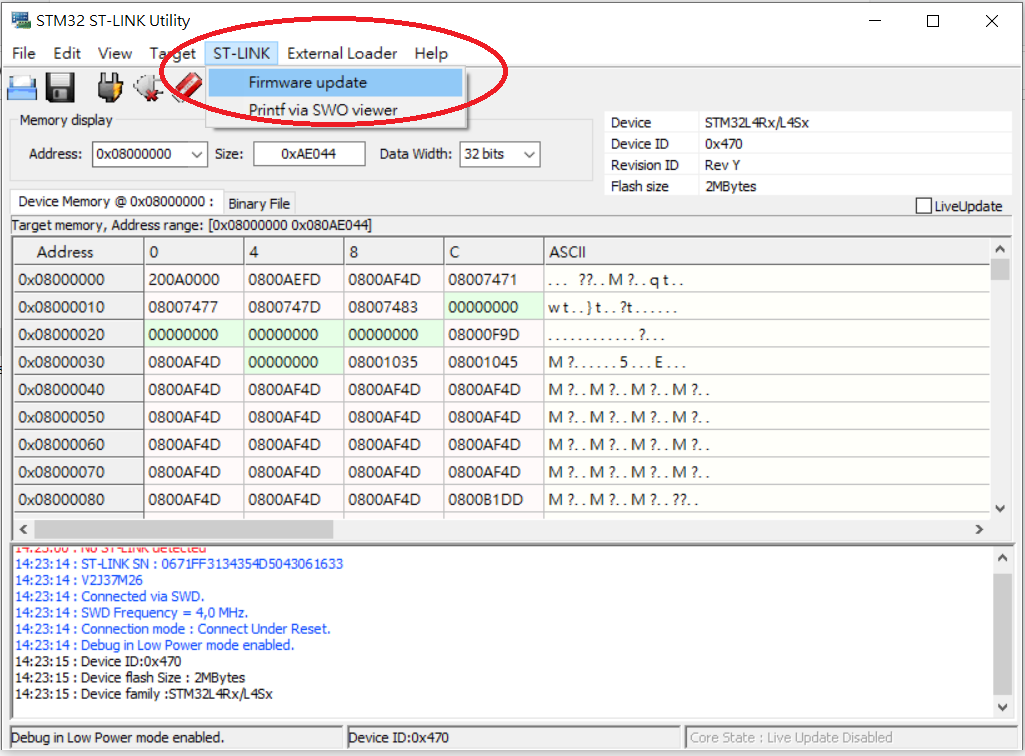 STM32 ST-LINK Utility
File Edit View Target ST-LINK External Loader Help
Firmware update
Printf via SWO viewer
Memory display
Address: 0x08000000 Size: 0xAE044 Data Width: 32 bits
Device STM32L4Rx/L4Sx
Device ID 0x470
Revision ID Rev Y
Flash size 2MBytes
Device Memory @ 0x08000000 : Binary File
LiveUpdate
Target memory, Address range: [0x08000000 0x080AE044]
Address 0 4 8 C ASCII
0x08000000 200A0000 0800AEFD 0800AF4D 08007471 ... ??..M?..qt..
0x08000010 08007477 0800747D 08007483 00000000 wt..}t..?t......
0x08000020 00000000 00000000 00000000 08000F9D ............?...
0x08000030 0800AF4D 00000000 08001035 08001045 M?......5...E...
0x08000040 0800AF4D 0800AF4D 0800AF4D 0800AF4D M?..M?..M?..M?..
0x08000050 0800AF4D 0800AF4D 0800AF4D 0800AF4D M?..M?..M?..M?..
0x08000060 0800AF4D 0800AF4D 0800AF4D 0800AF4D M?..M?..M?..M?..
0x08000070 0800AF4D 0800AF4D 0800AF4D 0800AF4D M?..M?..M?..M?..
0x08000080 0800AF4D 0800AF4D 0800AF4D 0800B1DD M?..M?..M?..??..
14:23:00 : No ST-LINK detected
14:23:14 : ST-LINK SN : 0671FF3134354D5043061633
14:23:14 : V2J37M26
14:23:14 : Connected via SWD.
14:23:14 : SWD Frequency = 4,0 MHz.
14:23:14 : Connection mode : Connect Under Reset.
14:23:14 : Debug in Low Power mode enabled.
14:23:15 : Device ID:0x470
14:23:15 : Device flash Size : 2MBytes
14:23:15 : Device family :STM32L4Rx/L4Sx
Debug in Low Power mode enabled. Device ID:0x470 Core State : Live Update Disabled